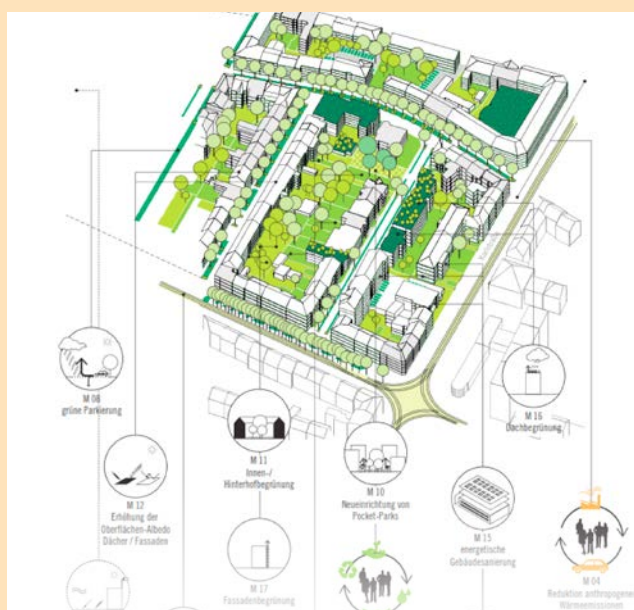 M 08
grüne Parkierung
M 16
Dachbegrünung
M 11
Innen-/
Hinterhofbegrünung
M 10
Neueinrichtung von
Pocket-Parks
M 12
Erhöhung der
Oberflächen-Albedo
Dächer / Fassaden
M 15
energetische
Gebäudesanierung
M 04
Reduktion anthropogener
Wärmeemissionen
M 17
Fassadenbegrünung